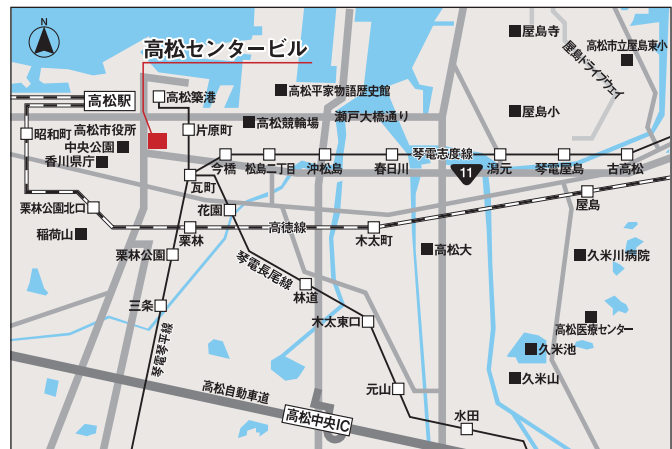 N
高松センタービル
屋島寺
高松市立屋島東小
屋島ドライブウェイ
高松駅
高松築港
高松平家物語歴史館
屋島小
昭和町
高松市役所
片原町
高松競輪場
瀬戸大橋通り
中央公園
香川県庁
今橋
松島二丁目
沖松島
春日川
琴電志度線
潟元
琴電屋島
古高松
11
瓦町
屋島
栗林公園北口
花園
稲荷山
栗林
高徳線
木太町
栗林公園
高松大
久米川病院
琴電長尾線
林道
三条
木太東口
高松医療センター
琴電琴平線
久米池
高松自動車道
元山
久米山
高松中央IC
水田